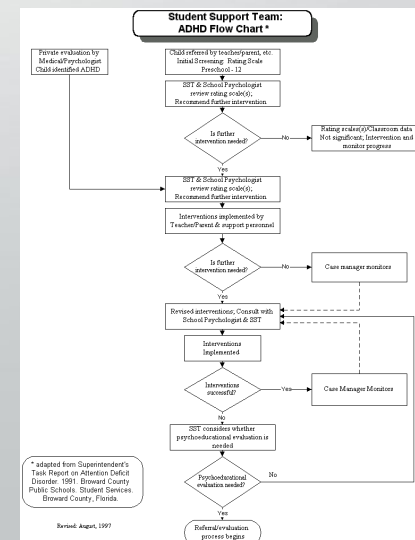 Student Support Team:
ADHD Flow Chart *
Private evaluation by
Medical/Psychologist
Child identified ADHD
Child referred by teacher/parent, etc.
Initial Screening: Rating Scale
Preschool - 12
SST & School Psychologist
review rating scale(s);
Recommend further intervention
Is further
intervention needed?
No
Rating scales(s)/Classroom data
Not significant; Intervention and
monitor progress
Yes
SST & School Psychologist
review rating scale(s);
Recommend further intervention
Interventions implemented by
Teacher/Parent & support personnel
Is further
intervention needed?
No
Case manager monitors
Yes
Revised interventions; Consult with
School Psychologist & SST
Interventions
Implemented
Interventions
successful?
Yes
Case Manager Monitors
No
SST considers whether
psychoeducational evaluation is
needed
Psychoeducational
evaluation needed?
No
Yes
Referral/evaluation
process begins
* adapted from Superintendent's
Task Report on Attention Deficit
Disorder. 1991. Broward County
Public Schools. Student Services.
Broward County, Florida.
Revised: August, 1997